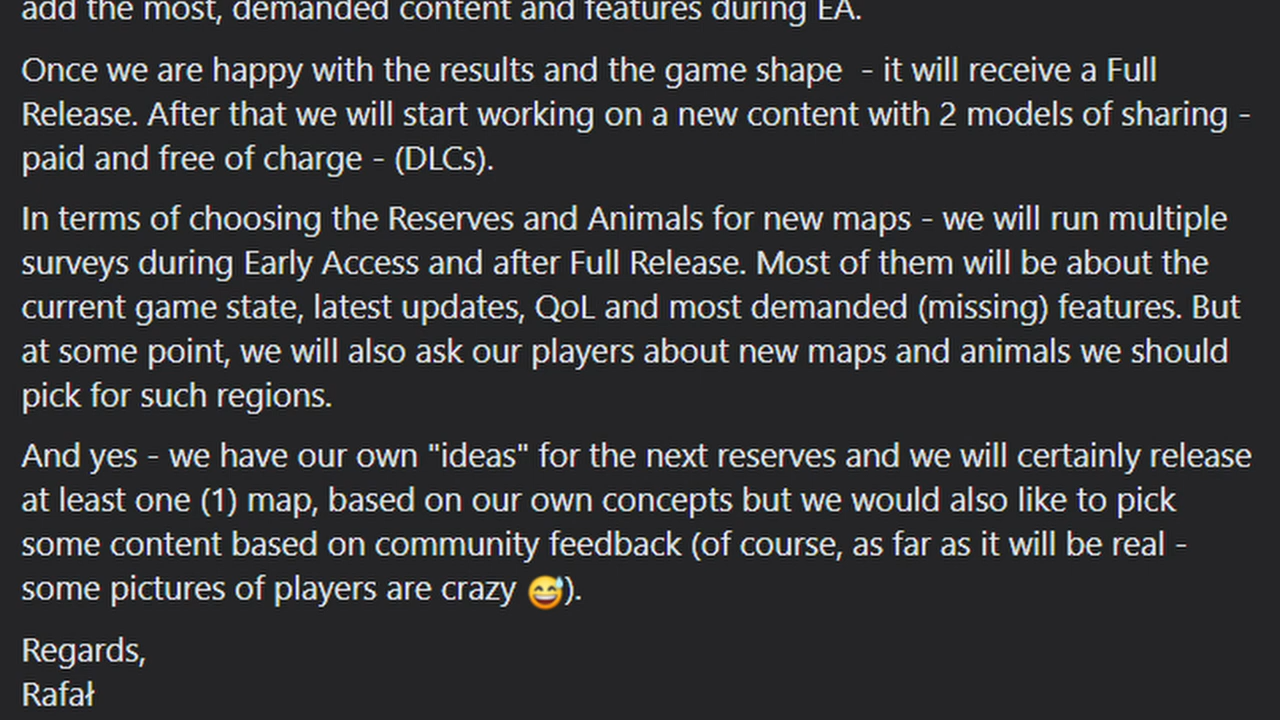 add the most, demanded content and features during EA.
Once we are happy with the results and the game shape  - it will receive a Full
Release. After that we will start working on a new content with 2 models of sharing -
paid and free of charge - (DLCs).
In terms of choosing the Reserves and Animals for new maps - we will run multiple
surveys during Early Access and after Full Release. Most of them will be about the
current game state, latest updates, QoL and most demanded (missing) features. But
at some point, we will also ask our players about new maps and animals we should
pick for such regions.
And yes - we have our own "ideas" for the next reserves and we will certainly release
at least one (1) map, based on our own concepts but we would also like to pick
some content based on community feedback (of course, as far as it will be real -
some pictures of players are crazy 😅).
Regards,
Rafał